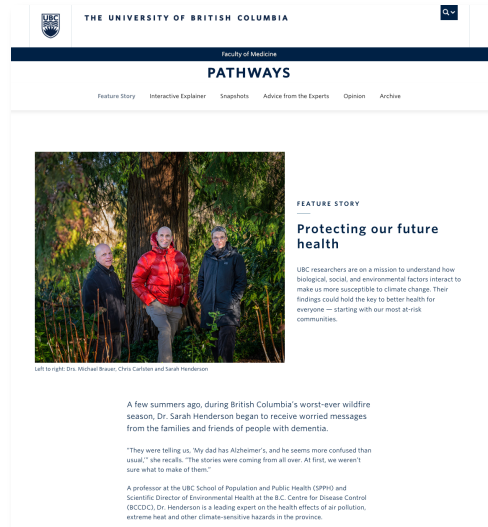 UBC
THE UNIVERSITY OF BRITISH COLUMBIA
Faculty of Medicine
PATHWAYS
Feature Story Interactive Explainer Snapshots Advice from the Experts Opinion Archive
FEATURE STORY
Protecting our future
health
UBC researchers are on a mission to understand how
biological, social, and environmental factors interact to
make us more susceptible to climate change. Their
findings could hold the key to better health for
everyone — starting with our most at-risk
communities.
Left to right: Drs. Michael Brauer, Chris Carlsten and Sarah Henderson
A few summers ago, during British Columbia's worst-ever wildfire
season, Dr. Sarah Henderson began to receive worried messages
from the families and friends of people with dementia.
"They were telling us, 'My dad has Alzheimer's, and he seems more confused than
usual,'" she recalls. "The stories were coming from all over. At first, we weren't
sure what to make of them."
A professor at the UBC School of Population and Public Health (SPPH) and
Scientific Director of Environmental Health at the B.C. Centre for Disease Control
(BCCDC), Dr. Henderson is a leading expert on the health effects of air pollution,
extreme heat and other climate-sensitive hazards in the province.